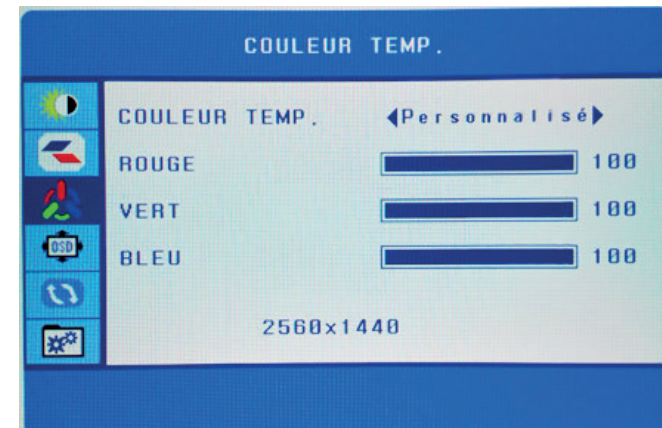 COULEUR TEMP.
COULEUR TEMP. Personnalisé
ROUGE 100
VERT 100
OSD
BLEU 100
2560x1440